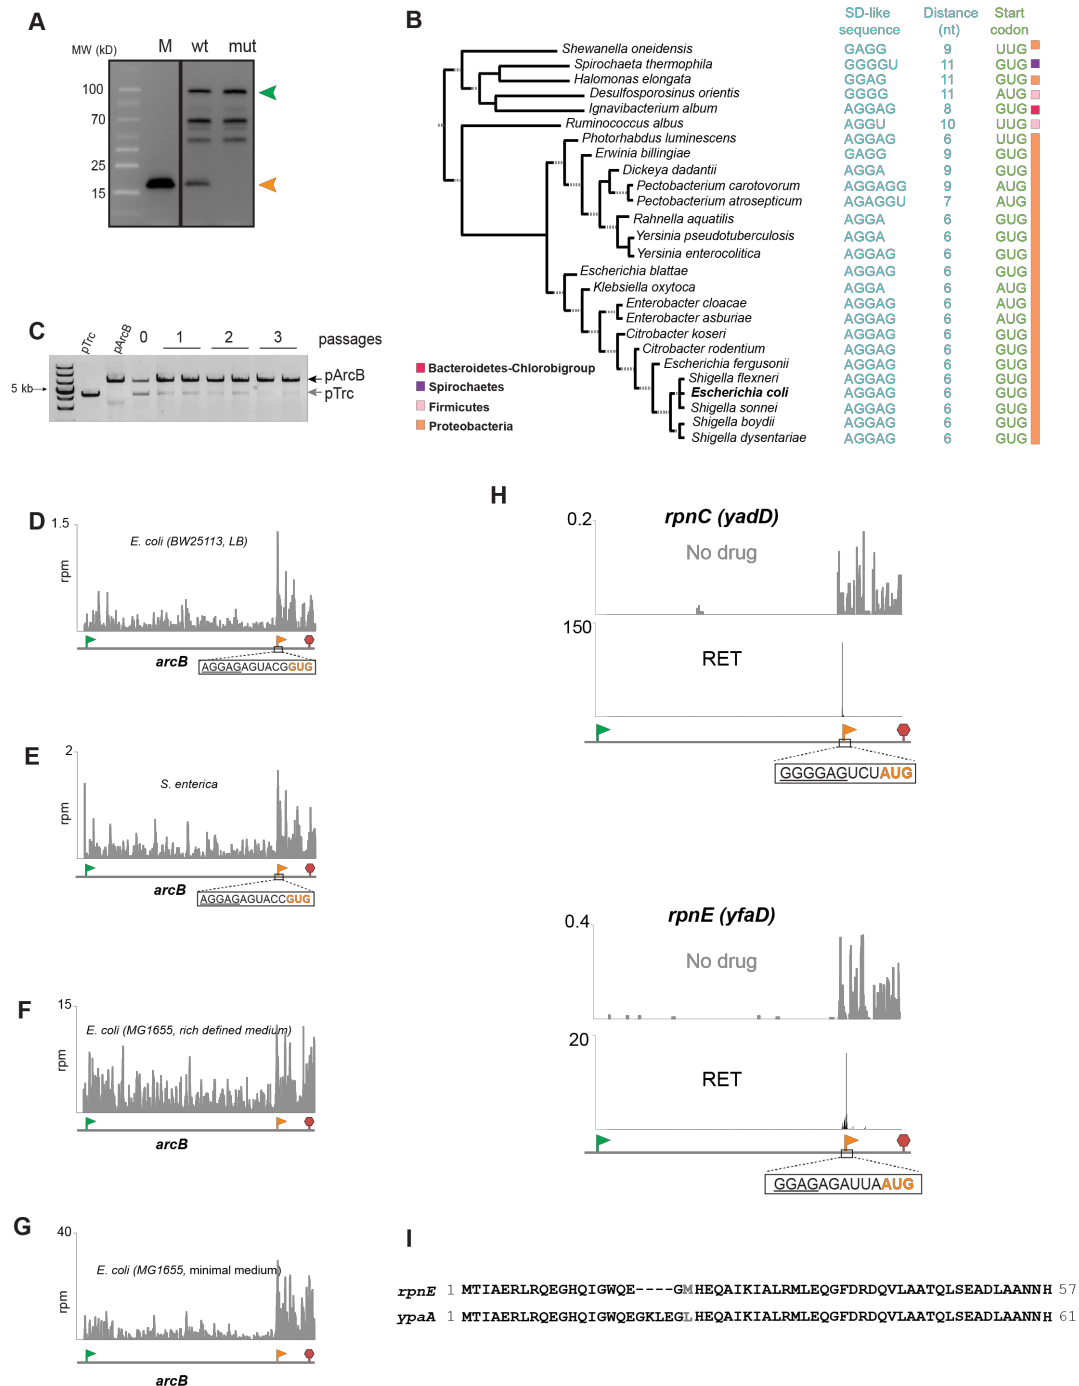 A
MW (kD)
M
wt
mut
100
70
25
15
B
SD-like sequence
Distance (nt)
Start codon
Shewanella oneidensis GAGG 9 UUG
Spirochaeta thermophila GGGGU 11 GUG
Halomonas elongata GGAG 11 GUG
Desulfosporosinus orientis GGGG 11 AUG
Ignavibacterium album AGGAG 8 GUG
Ruminococcus albus AGGU 10 UUG
Photorhabdus luminescens AGGAG 6 UUG
Erwinia billingiae GAGG 9 GUG
Dickeya dadantii AGGA 9 GUG
Pectobacterium carotovorum AGGAGG 9 AUG
Pectobacterium atrosepticum AGAGGU 7 AUG
Rahnella aquatilis AGGA 6 GUG
Yersinia pseudotuberculosis AGGA 6 GUG
Yersinia enterocolitica AGGAG 6 GUG
Escherichia blattae AGGAG 6 GUG
Klebsiella oxytoca AGGA 6 AUG
Enterobacter cloacae AGGAG 6 GUG
Enterobacter asburiae AGGAG 6 AUG
Citrobacter koseri AGGAG 6 GUG
Citrobacter rodentium AGGAG 6 GUG
Escherichia fergusonii AGGAG 6 GUG
Shigella flexneri AGGAG 6 GUG
Escherichia coli AGGAG 6 GUG
Shigella sonnei AGGAG 6 GUG
Shigella boydii AGGAG 6 GUG
Shigella dysentariae AGGAG 6 GUG
Bacteroidetes-Chlorobigroup
Spirochaetes
Firmicutes
Proteobacteria
C
pTrc
pArcB
0 1 2 3 passages
5 kb
pArcB
pTrc
D
1.5
rpm
E. coli (BW25113, LB)
arcB
AGGAGAGUACGGUG
E
2
rpm
S. enterica
arcB
AGGAGAGUACCGUG
F
15
rpm
E. coli (MG1655, rich defined medium)
arcB
G
40
rpm
E. coli (MG1655, minimal medium)
arcB
H
0.2
rpnC (yadD)
No drug
150
RET
GGGGAGUCUAUG
0.4
rpnE (yfaD)
No drug
20
RET
GGAGAGAUUAAUG
I
rpnE 1 MTIAERLRQEGHQIGWQE----GMHEQAIKIALRMLEQGFDRDQVLAATQLSEADLAANNH 57
ypaA 1 MTIAERLRQEGHQIGWQEGKLEGLHEQAIKIALRMLEQGFDRDQVLAATQLSEADLAANNH 61